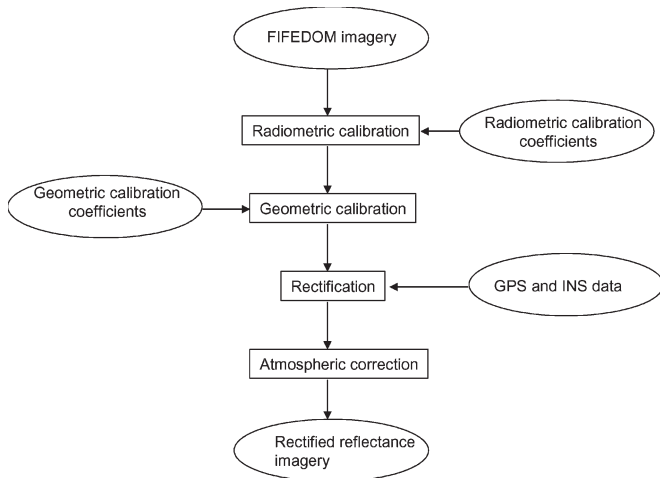 FIFEDOM imagery
Radiometric calibration
Radiometric calibration
coefficients
Geometric calibration
coefficients
Geometric calibration
Rectification
GPS and INS data
Atmospheric correction
Rectified reflectance
imagery